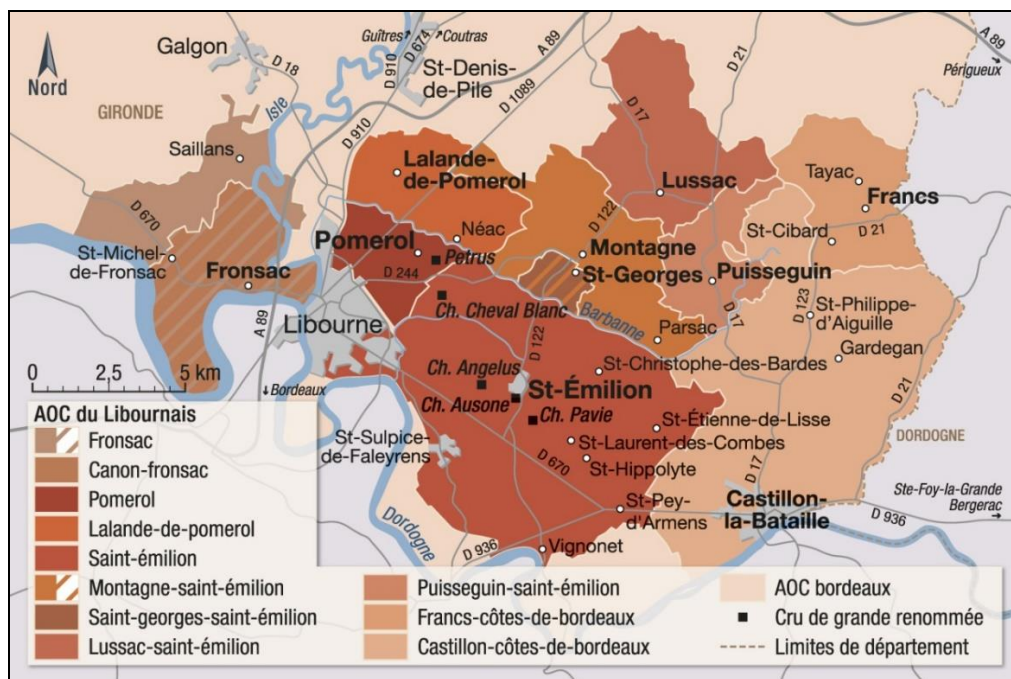 Nord
Galgon
D 18
Guîtres
D 674
Coutras
St-Denis-
de-Pile
D 910
D 1089
A 89
D 21
A 89
Périgueux
GIRONDE
Isle
D 910
D 17
Saillans
Lalande-
de-Pomerol
Lussac
Tayac
Francs
D 670
D 122
Néac
St-Cibard
D 21
St-Michel-
de-Fronsac
Pomerol
Montagne
Petrus
Fronsac
D 244
St-Georges
Puisseguin
D 123
Ch. Cheval Blanc
St-Philippe-
d'Aiguille
A 89
Libourne
Barbanne
D 17
Parsac
Gardegan
D 122
St-Christophe-des-Bardes
0 2,5 5 km
Bordeaux
Ch. Angelus
St-Émilion
D 21
Ch. Ausone
Ch. Pavie
St-Étienne-de-Lisse
St-Sulpice-
de-Faleyrens
St-Laurent-des-Combes
DORDOGNE
D 670
St-Hippolyte
D 17
St-Pey-
d'Armens
Castillon-
la-Bataille
Ste-Foy-la-Grande
Bergerac
D 936
Dordogne
D 936
Vignonet
AOC du Libournais
Fronsac
Canon-fronsac
Pomerol
Lalande-de-pomerol
Saint-émilion
Montagne-saint-émilion
Saint-georges-saint-émilion
Lussac-saint-émilion
Puisseguin-saint-émilion
Francs-côtes-de-bordeaux
Castillon-côtes-de-bordeaux
AOC bordeaux
Cru de grande renommée
Limites de département